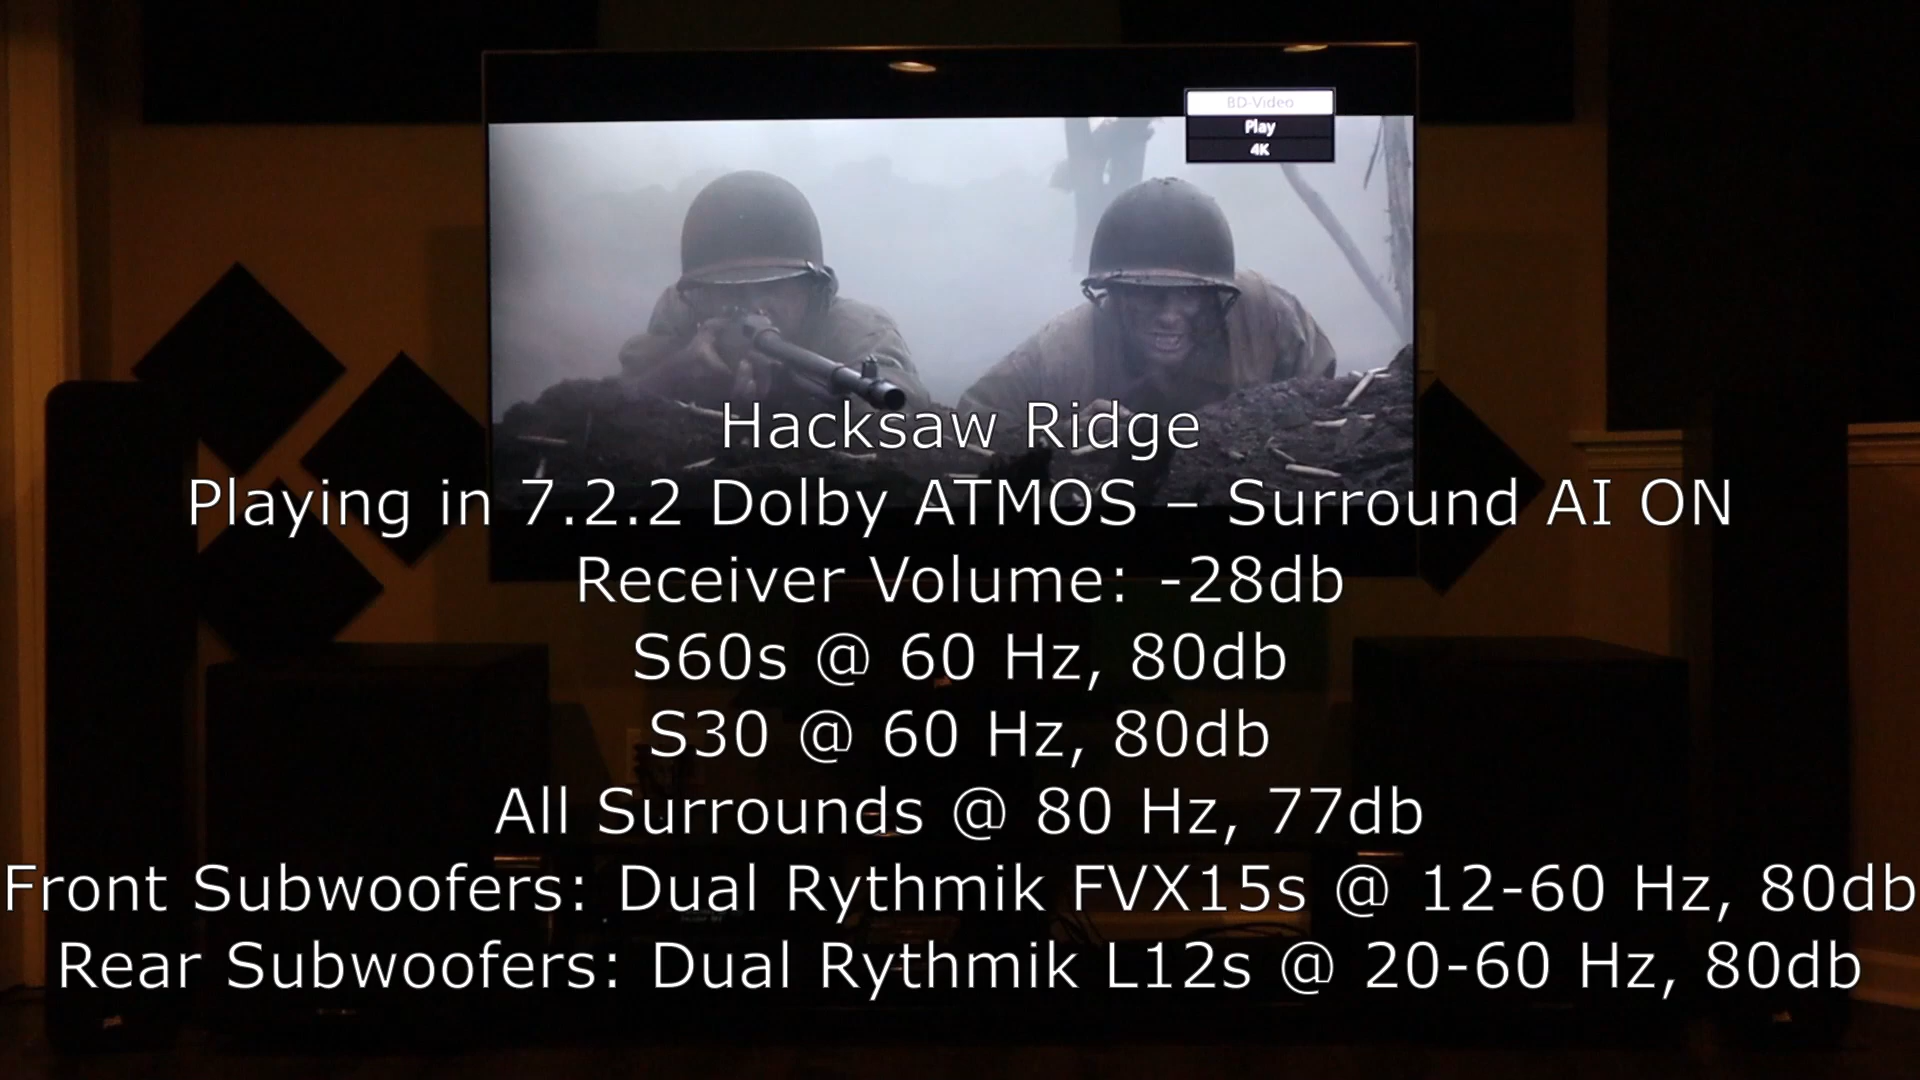 BD-Video
Play
4K
Hacksaw Ridge
Playing in 7.2.2 Dolby ATMOS – Surround AI ON
Receiver Volume: -28db
S60s @ 60 Hz, 80db
S30 @ 60 Hz, 80db
All Surrounds @ 80 Hz, 77db
Front Subwoofers: Dual Rythmik FVX15s @ 12-60 Hz, 80db
Rear Subwoofers: Dual Rythmik L12s @ 20-60 Hz, 80db